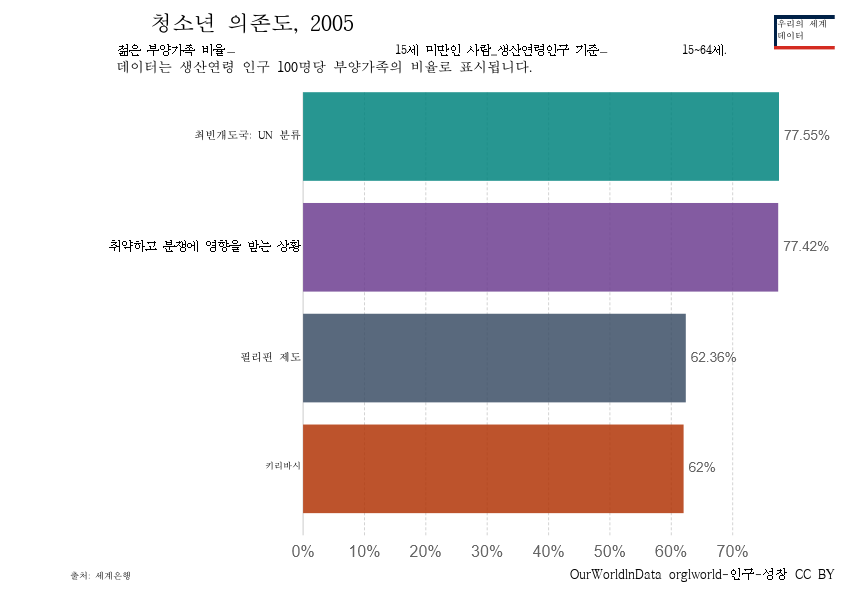 청소년 의존도, 2005
우리의 세계
데이터
젊은 부양가족 비율_ 15세 미만인 사람_생산연령인구 기준_ 15~64세.
데이터는 생산연령 인구 100명당 부양가족의 비율로 표시됩니다.
최빈개도국: UN 분류
77.55%
취약하고 분쟁에 영향을 받는 상황
77.42%
필리핀 제도
62.36%
키리바시
62%
0% 10% 20% 30% 40% 50% 60% 70%
출처: 세계은행
OurWorldInData orglworld-인구-성장 CC BY